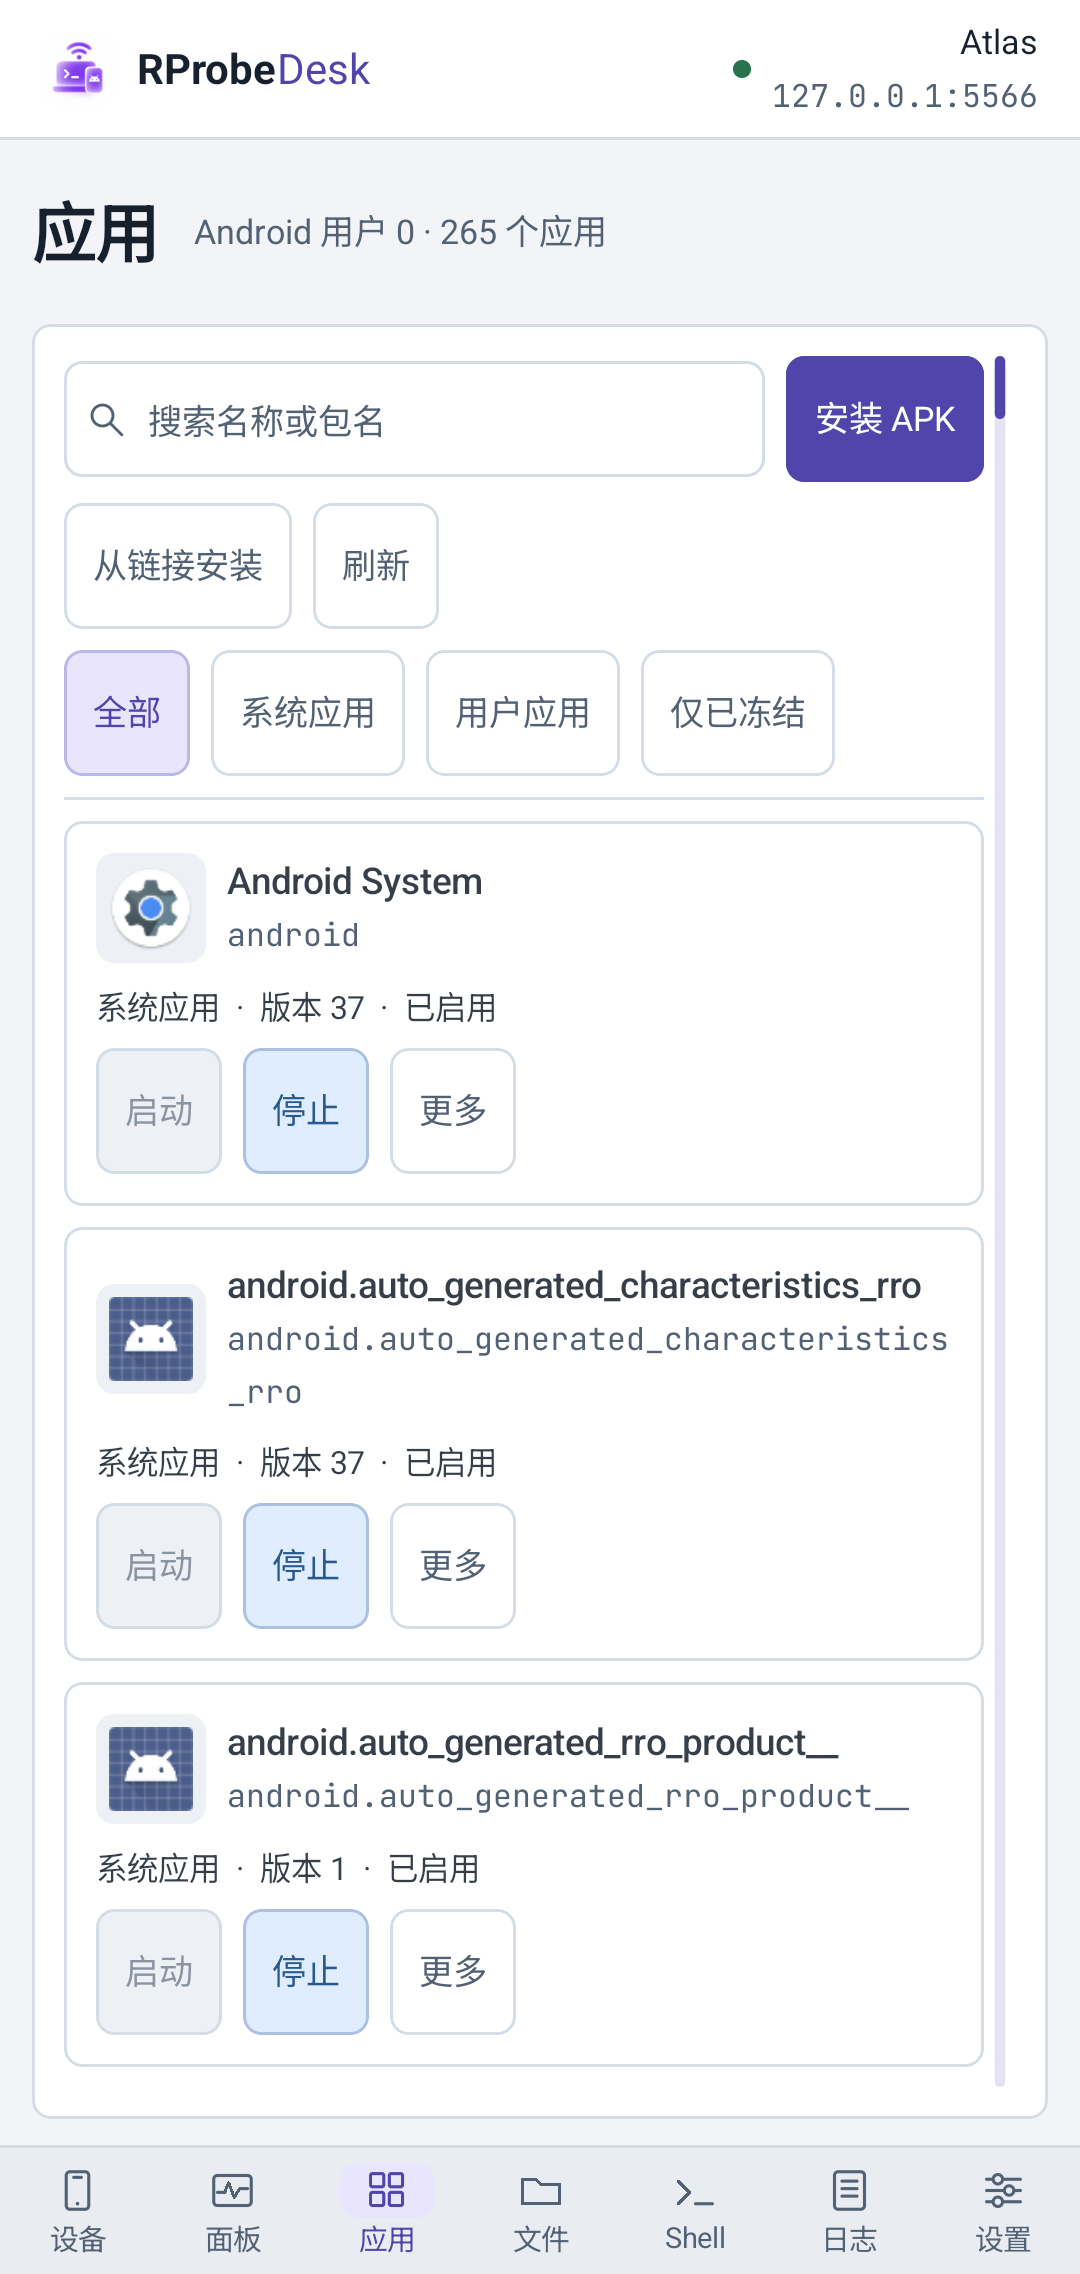 RProbeDesk
Atlas
127.0.0.1:5566
应用
Android 用户 0 · 265 个应用
搜索名称或包名
安装 APK
从链接安装
刷新
全部
系统应用
用户应用
仅已冻结
Android System
android
系统应用 · 版本 37 · 已启用
启动
停止
更多
android.auto_generated_characteristics_rro
android.auto_generated_characteristics
_rro
系统应用 · 版本 37 · 已启用
启动
停止
更多
android.auto_generated_rro_product__
android.auto_generated_rro_product__
系统应用 · 版本 1 · 已启用
启动
停止
更多
设备
面板
应用
文件
Shell
日志
设置